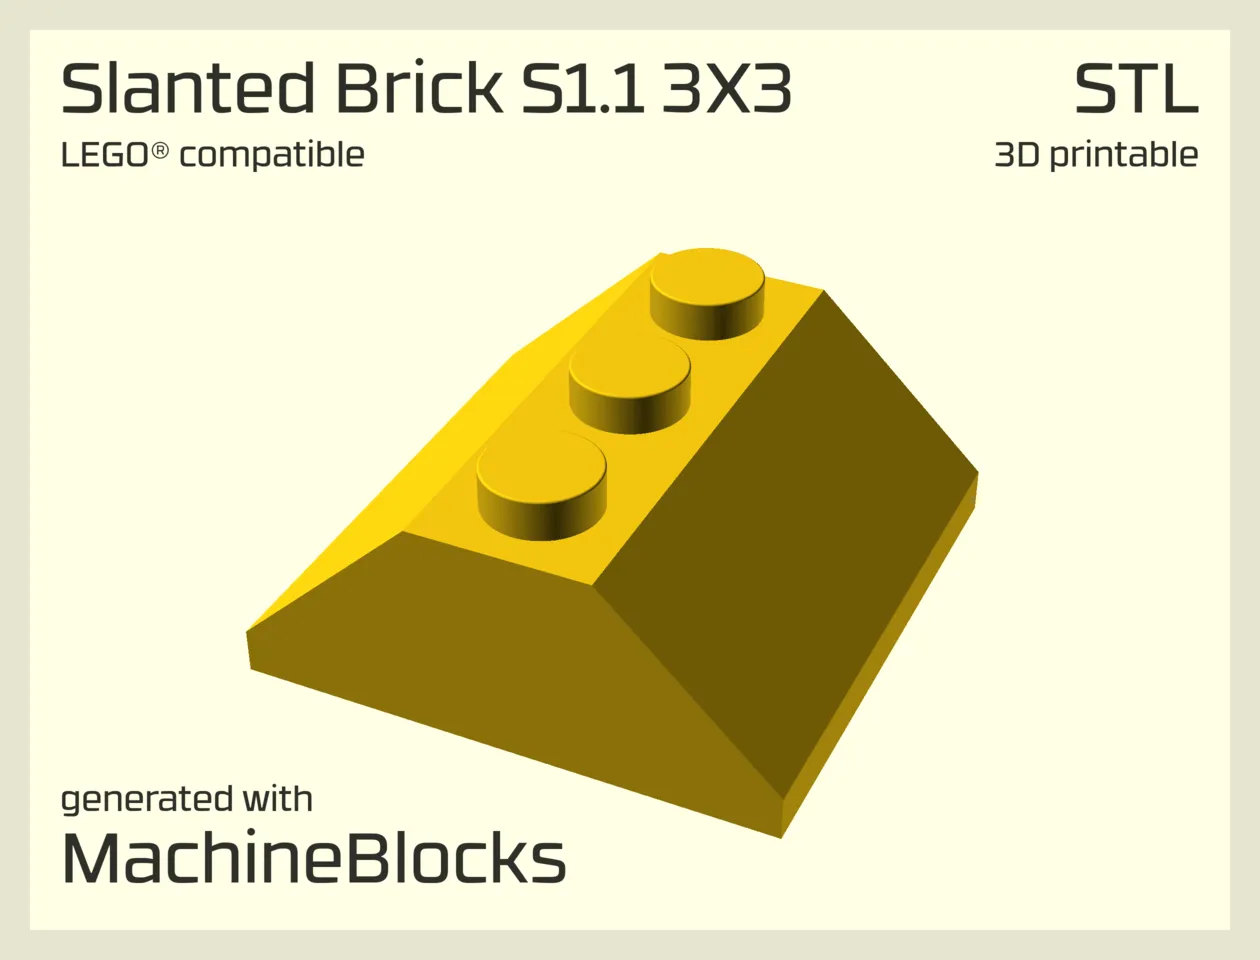 Slanted Brick S1.1 3X3
STL
LEGO® compatible
3D printable
generated with
MachineBlocks